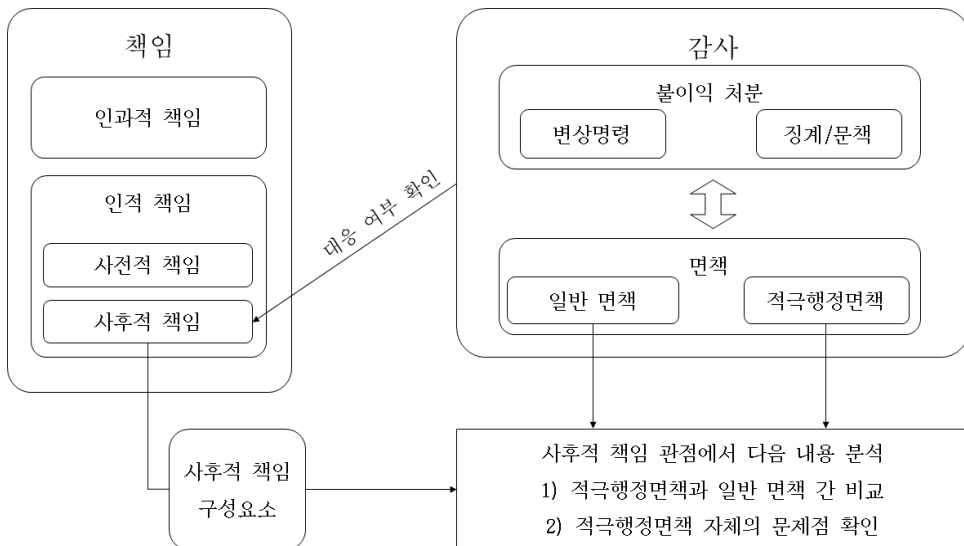 책임
인과적 책임
인적 책임
사전적 책임
사후적 책임
대응 여부 확인
감사
불이익 처분
변상명령
징계/문책
면책
일반 면책
적극행정면책
사후적 책임
구성요소
사후적 책임 관점에서 다음 내용 분석
1) 적극행정면책과 일반 면책 간 비교
2) 적극행정면책 자체의 문제점 확인